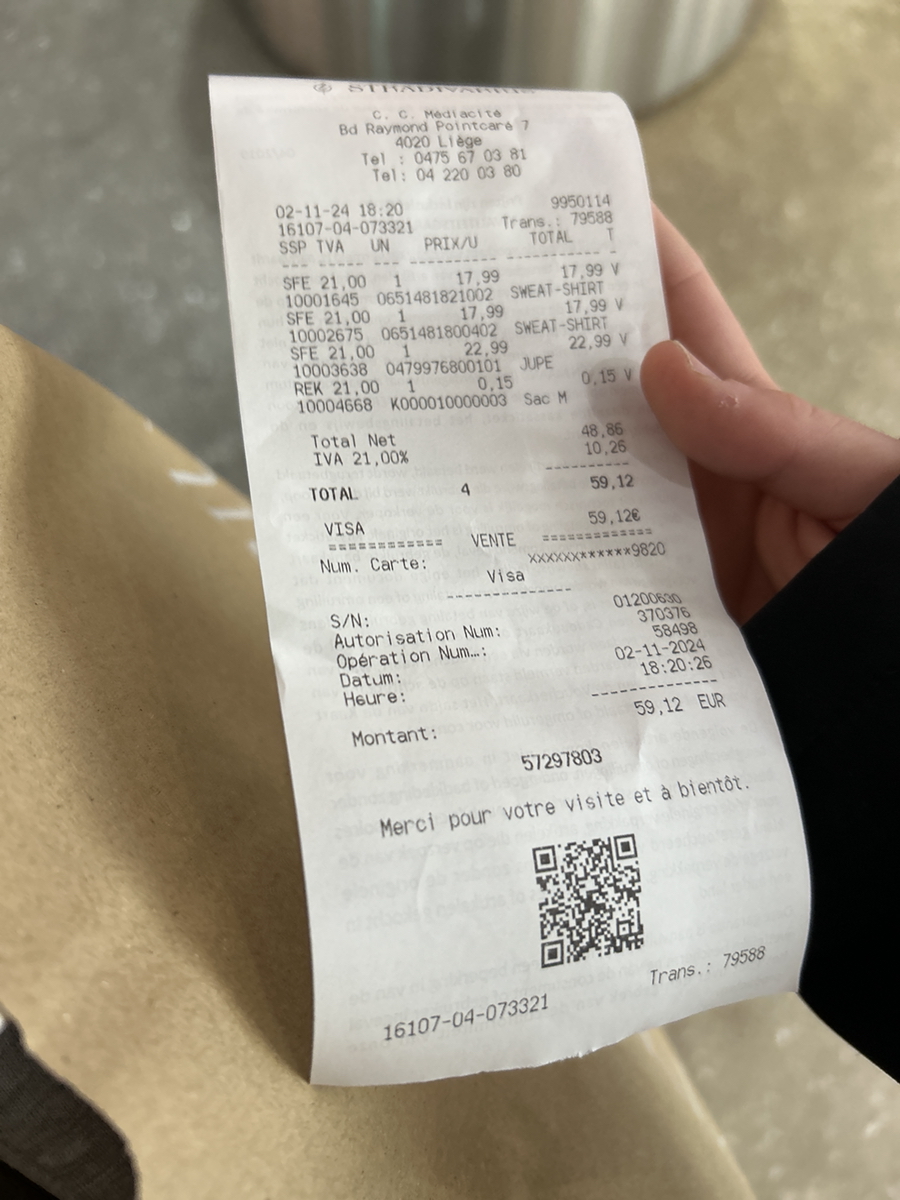 STRADIVARIUS
C. C. Médiacité
Bd Raymond Pointcaré 7
4020 Liège
Tel : 0475 67 03 81
Tel: 04 220 03 80
02-11-24 18:20 9950114
16107-04-073321 Trans.: 79588
SSP TVA UN PRIX/U TOTAL T
--- ----- --- ---------- ---------- -
SFE 21,00 1 17,99 17,99 V
10001645 0651481821002 SWEAT-SHIRT
SFE 21,00 1 17,99 17,99 V
10002675 0651481800402 SWEAT-SHIRT
SFE 21,00 1 22,99 22,99 V
10003638 0479976800101 JUPE
REK 21,00 1 0,15 0,15 V
10004668 K000010000003 Sac M
Total Net 48,86
IVA 21,00% 10,26
----------
TOTAL 4 59,12
VISA 59,12€
============ VENTE ============
Num. Carte: xxxxxx******9820
Visa
--------------
S/N: 01200630
Autorisation Num: 370376
Opération Num...: 58498
Datum: 02-11-2024
Heure: 18:20:26
--------------
Montant: 59,12 EUR
57297803
Merci pour votre visite et à bientôt.
16107-04-073321 Trans.: 79588